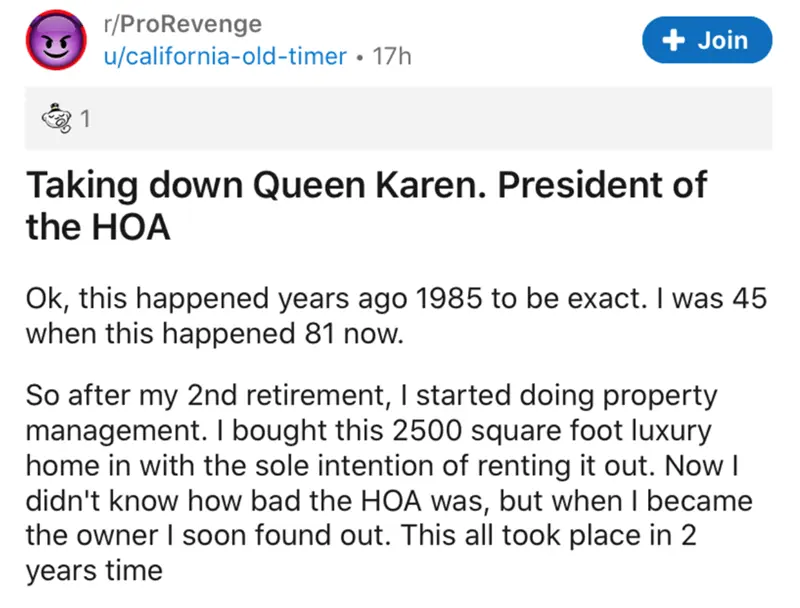 r/ProRevenge
u/california-old-timer • 17h
+ Join
1
Taking down Queen Karen. President of
the HOA
Ok, this happened years ago 1985 to be exact. I was 45
when this happened 81 now.
So after my 2nd retirement, I started doing property
management. I bought this 2500 square foot luxury
home in with the sole intention of renting it out. Now I
didn't know how bad the HOA was, but when I became
the owner I soon found out. This all took place in 2
years time